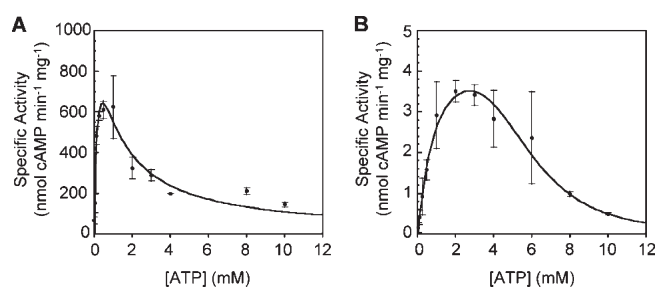 A
Specific Activity
(nmol cAMP min-1 mg-1)
1000
800
600
400
200
0
0 2 4 6 8 10 12
[ATP] (mM)
B
Specific Activity
(nmol cAMP min-1 mg-1)
5
4
3
2
1
0
0 2 4 6 8 10 12
[ATP] (mM)